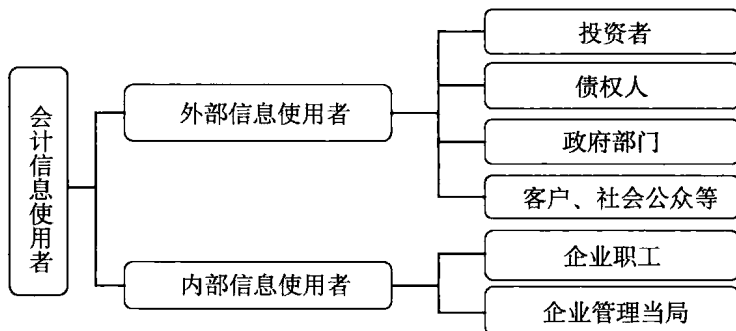 会计信息使用者
外部信息使用者
投资者
债权人
政府部门
客户、社会公众等
内部信息使用者
企业职工
企业管理当局